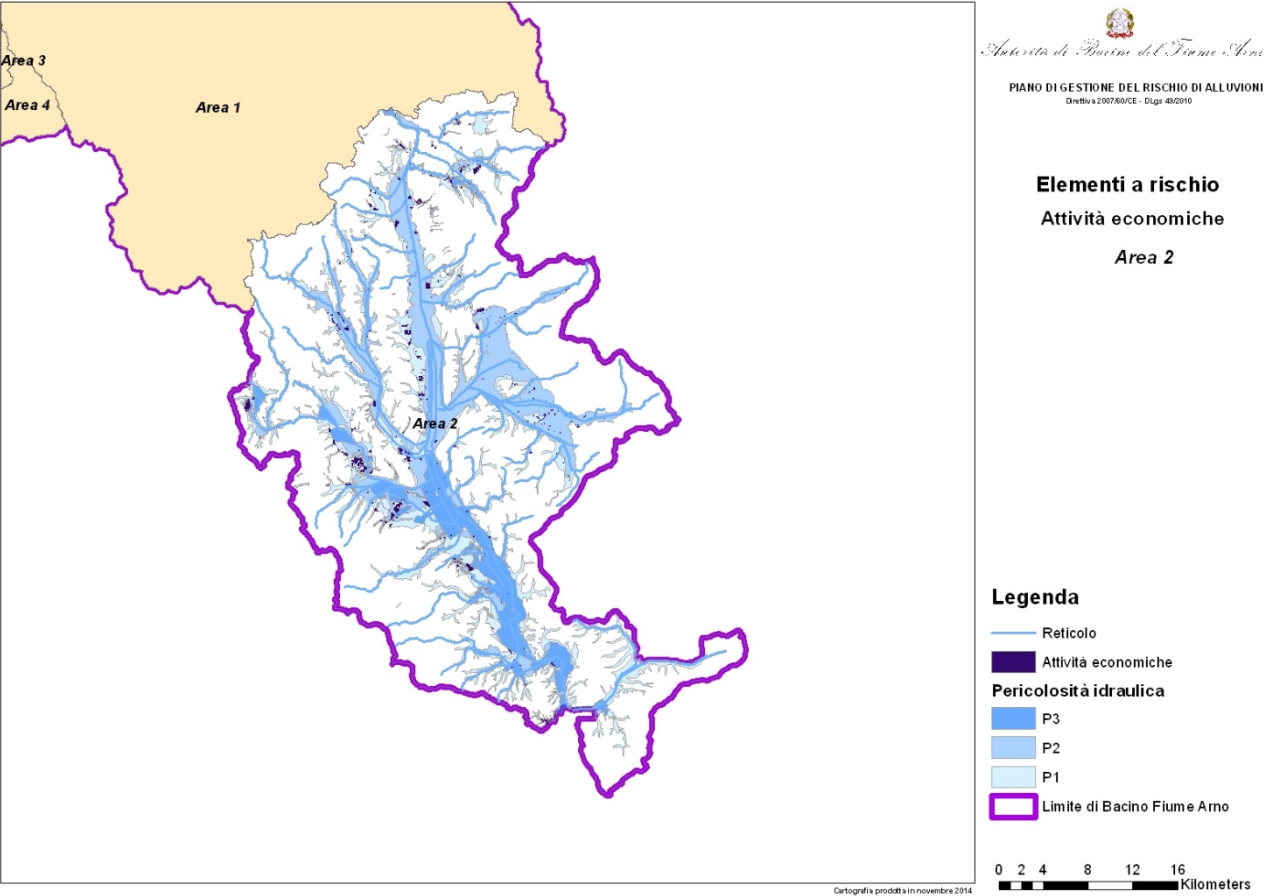 Area 3
Area 4
Area 1
Area 2
Cartografia prodotta in novembre 2014
Autorità di Bacino del Fiume Arno
PIANO DI GESTIONE DEL RISCHIO DI ALLUVIONI
Direttiva 2007/60/CE - DLgs 49/2010
Elementi a rischio
Attività economiche
Area 2
Legenda
Reticolo
Attività economiche
Pericolosità idraulica
P3
P2
P1
Limite di Bacino Fiume Arno
0 2 4 8 12 16
Kilometers